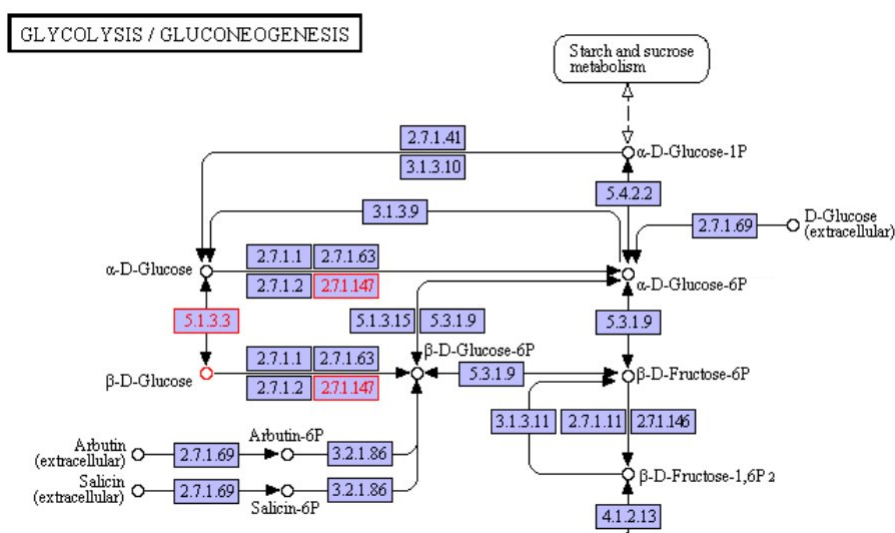 GLYCOLYSIS / GLUCONEOGENESIS
Starch and sucrose
metabolism
2.7.1.41
3.1.3.10
α-D-Glucose-1P
5.4.2.2
3.1.3.9
2.7.1.69
D-Glucose
(extracellular)
α-D-Glucose
2.7.1.1 2.7.1.63
2.7.1.2 2.7.1.147
α-D-Glucose-6P
5.1.3.3
5.1.3.15 5.3.1.9
5.3.1.9
β-D-Glucose
2.7.1.1 2.7.1.63
2.7.1.2 2.7.1.147
β-D-Glucose-6P
5.3.1.9
β-D-Fructose-6P
3.1.3.11 2.7.1.11 2.7.1.146
Arbutin
(extracellular)
2.7.1.69
Arbutin-6P
3.2.1.86
Salicin
(extracellular)
2.7.1.69
Salicin-6P
3.2.1.86
β-D-Fructose-1,6P2
4.1.2.13